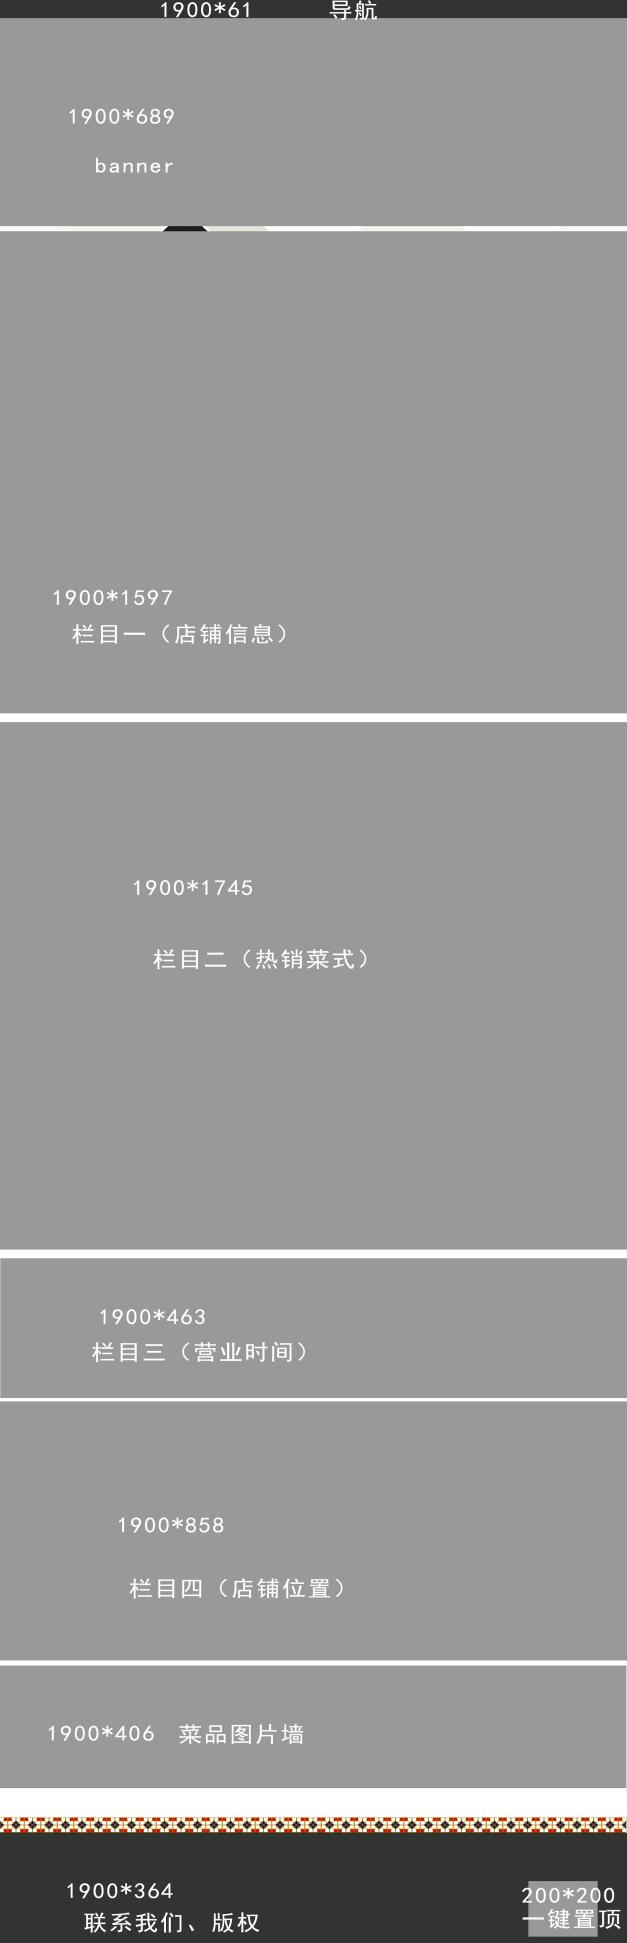 1900*61 导航
1900*689
banner
1900*1597
栏目一（店铺信息）
1900*1745
栏目二（热销菜式）
1900*463
栏目三（营业时间）
1900*858
栏目四（店铺位置）
1900*406 菜品图片墙
1900*364
联系我们、版权
200*200
一键置顶